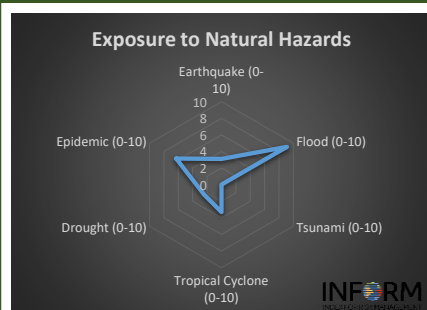 Exposure to Natural Hazards
Earthquake (0-
10)
10
8
6
4
2
0
Epidemic (0-10)
Flood (0-10)
Drought (0-10)
Tsunami (0-10)
Tropical Cyclone
(0-10)
INFORM